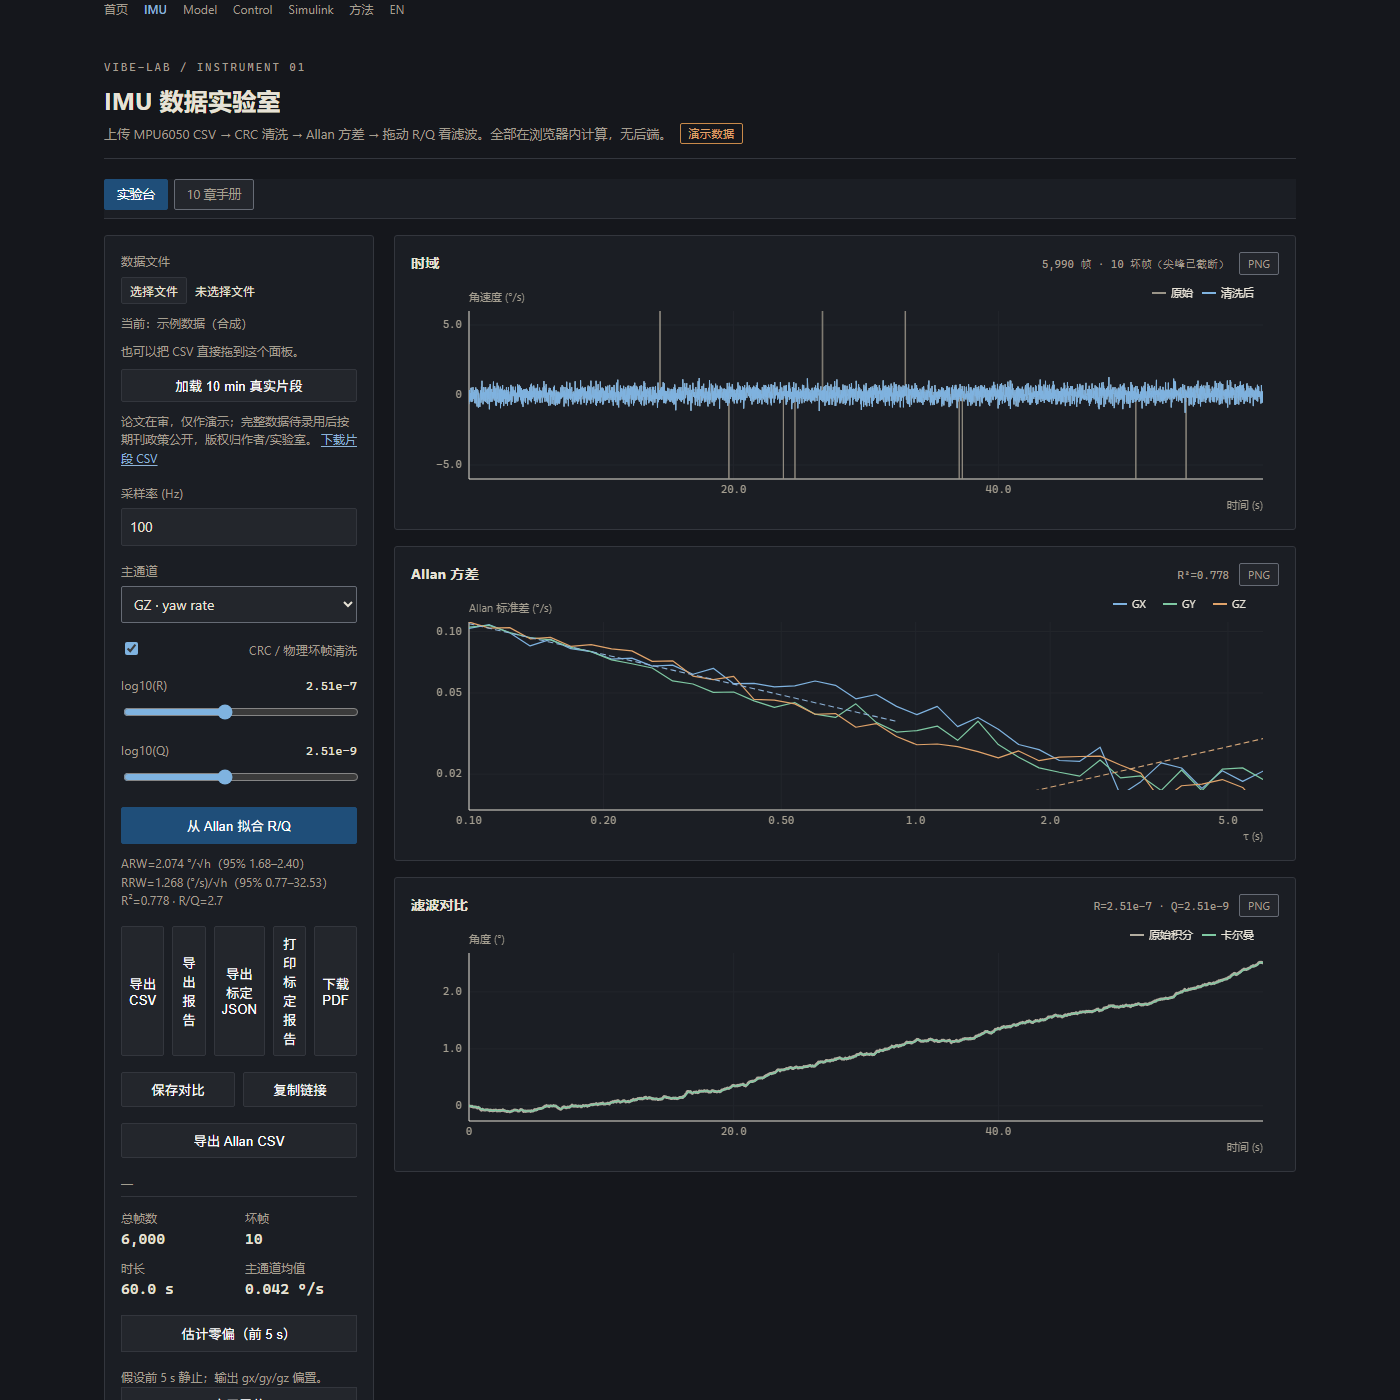 首页 IMU Model Control Simulink 方法 EN
VIBE-LAB / INSTRUMENT 01
IMU 数据实验室
上传 MPU6050 CSV → CRC 清洗 → Allan 方差 → 拖动 R/Q 看滤波。全部在浏览器内计算，无后端。 演示数据
实验台 10 章手册
数据文件
选择文件 未选择文件
当前：示例数据（合成）
也可以把 CSV 直接拖到这个面板。
加载 10 min 真实片段
论文在审，仅作演示；完整数据待录用后按
期刊政策公开，版权归作者/实验室。 下载片
段 CSV
采样率 (Hz)
100
主通道
GZ · yaw rate
CRC / 物理坏帧清洗
log10(R) 2.51e-7
log10(Q) 2.51e-9
从 Allan 拟合 R/Q
ARW=2.074 °/√h（95% 1.68–2.40）
RRW=1.268 (°/s)/√h（95% 0.77–32.53）
R²=0.778 · R/Q=2.7
导出 CSV
导出报告
导出标定 JSON
打印标定报告
下载 PDF
保存对比 复制链接
导出 Allan CSV
—
总帧数 坏帧
6,000 10
时长 主通道均值
60.0 s 0.042 °/s
估计零偏（前 5 s）
假设前 5 s 静止；输出 gx/gy/gz 偏置。
时域 5,990 帧 · 10 坏帧（尖峰已截断） PNG
角速度 (°/s) 原始 清洗后
5.0
0
−5.0
20.0 40.0
时间 (s)
Allan 方差 R²=0.778 PNG
Allan 标准差 (°/s) GX GY GZ
0.10
0.05
0.02
0.10 0.20 0.50 1.0 2.0 5.0
τ (s)
滤波对比 R=2.51e-7 · Q=2.51e-9 PNG
角度 (°) 原始积分 卡尔曼
2.0
1.0
0
0 20.0 40.0
时间 (s)